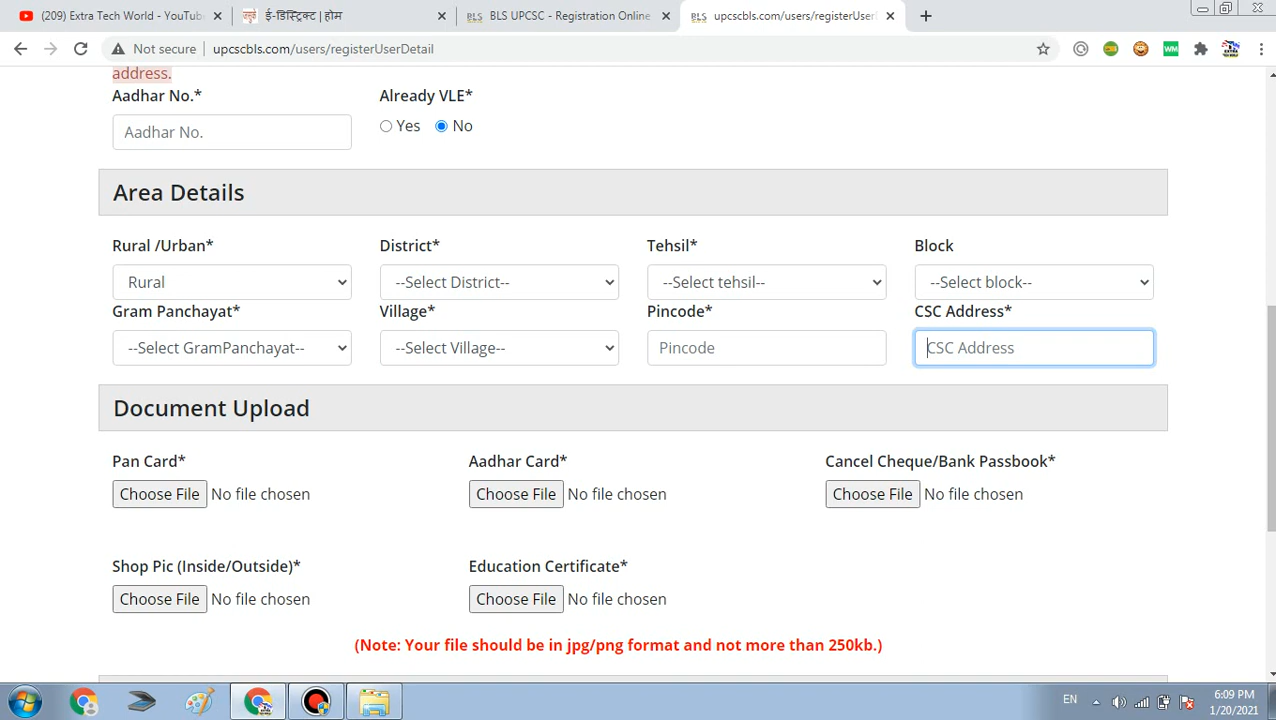 (209) Extra Tech World - YouTub
ई-डिस्ट्रिक्ट | होम
BLS BLS UPCSC - Registration Online
BLS upcscbls.com/users/registerUserD
Not secure upcscbls.com/users/registerUserDetail
WM
address.
Aadhar No.* Already VLE*
Aadhar No. Yes No
Area Details
Rural /Urban* District* Tehsil* Block
Rural --Select District-- --Select tehsil-- --Select block--
Gram Panchayat* Village* Pincode* CSC Address*
--Select GramPanchayat-- --Select Village-- Pincode CSC Address
Document Upload
Pan Card* Aadhar Card* Cancel Cheque/Bank Passbook*
Choose File No file chosen Choose File No file chosen Choose File No file chosen
Shop Pic (Inside/Outside)* Education Certificate*
Choose File No file chosen Choose File No file chosen
(Note: Your file should be in jpg/png format and not more than 250kb.)
EN
6:09 PM
1/20/2021